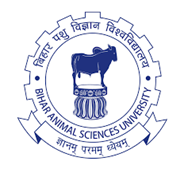 बिहार पशु विज्ञान विश्वविद्यालय
• BIHAR ANIMAL SCIENCES UNIVERSITY •
ज्ञानम् परमम् ध्येयम्